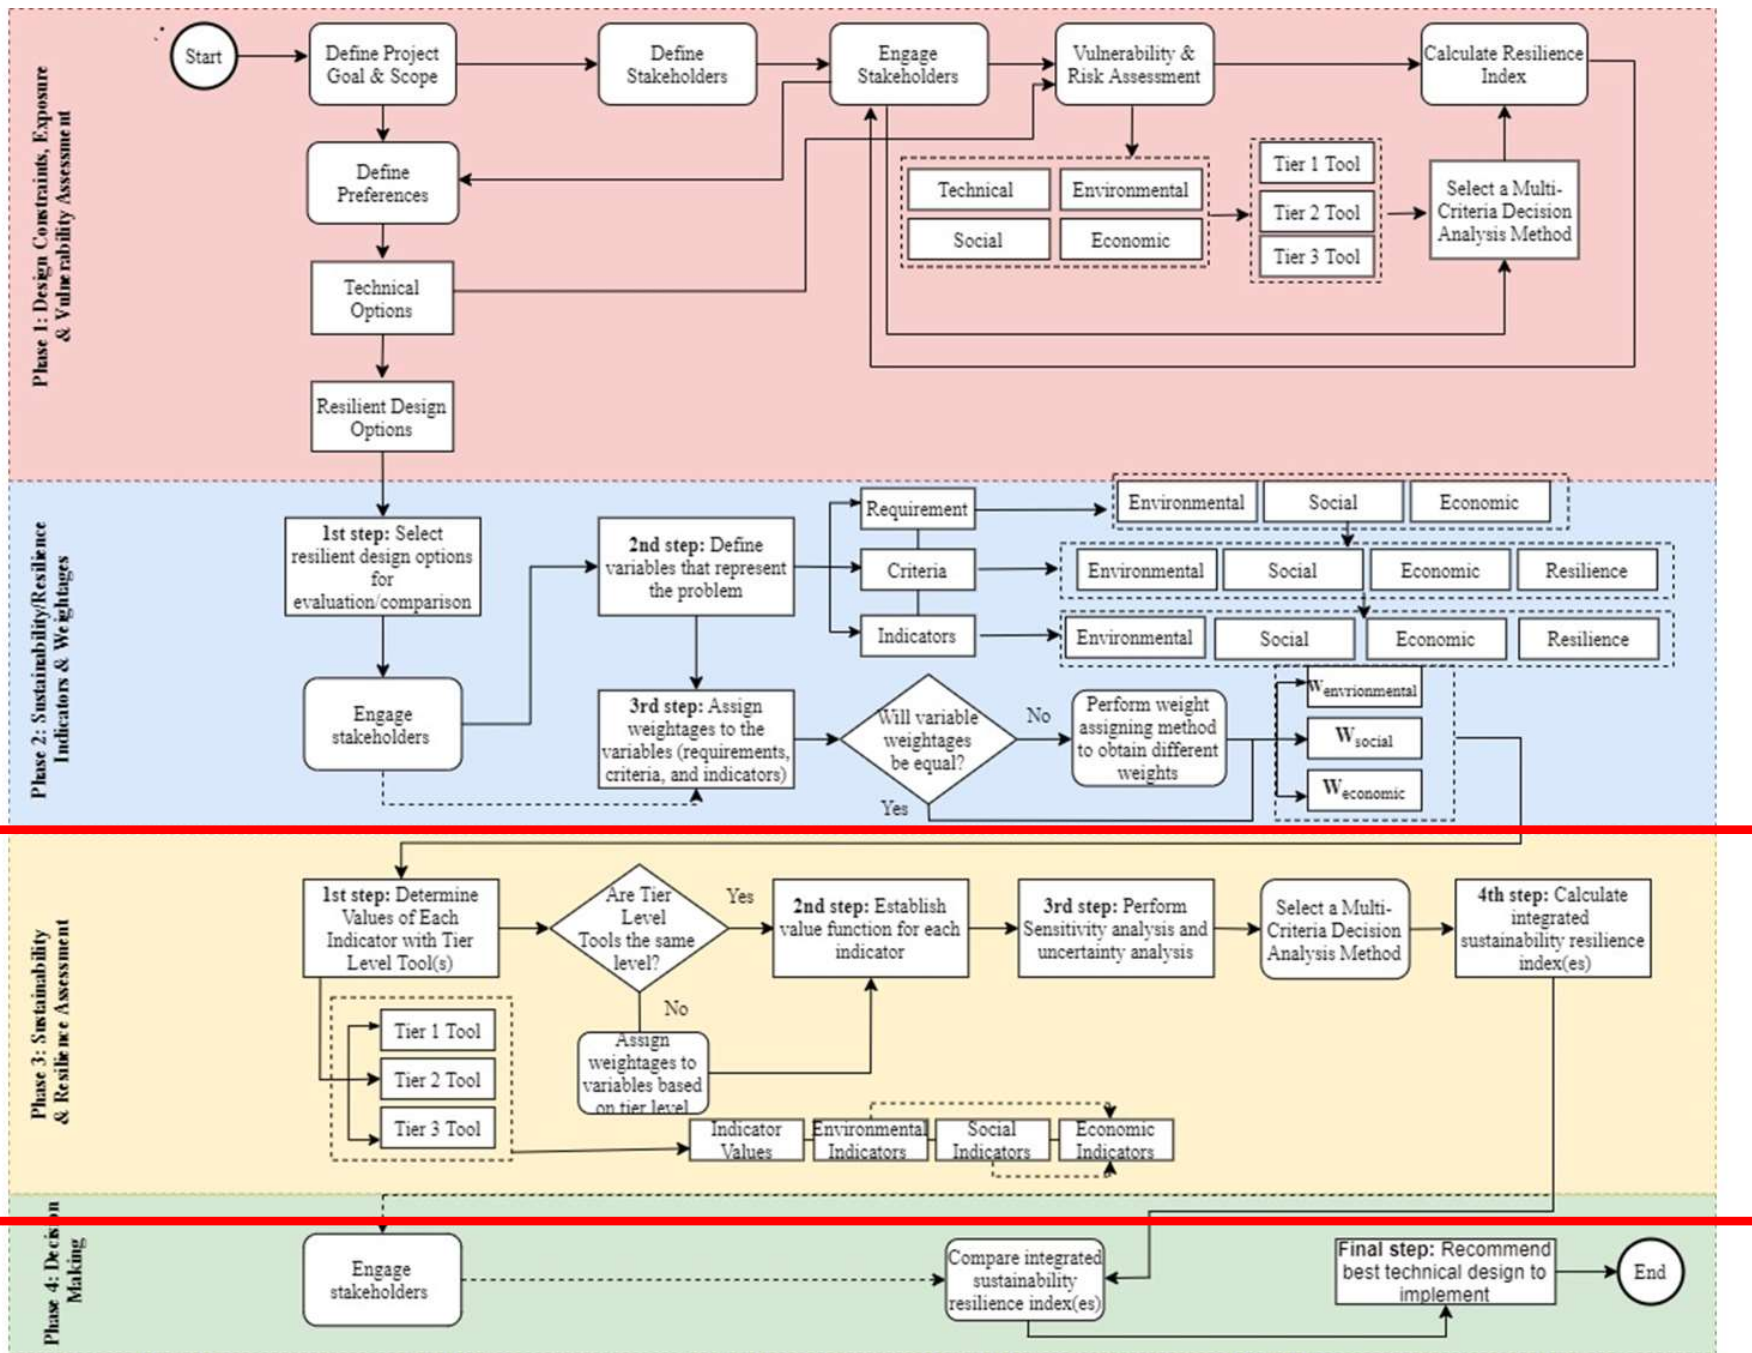 Phase 1: Design Constraints, Exposure
& Vulnerability Assessment
Start
Define Project
Goal & Scope
Define
Stakeholders
Engage
Stakeholders
Vulnerability &
Risk Assessment
Calculate Resilience
Index
Define
Preferences
Technical
Environmental
Social
Economic
Tier 1 Tool
Tier 2 Tool
Tier 3 Tool
Select a Multi-
Criteria Decision
Analysis Method
Technical
Options
Resilient Design
Options
Phase 2: Sustainability/Resilience
Indicators & Weightages
1st step: Select
resilient design options
for
evaluation/comparison
2nd step: Define
variables that represent
the problem
Requirement
Criteria
Indicators
Environmental
Social
Economic
Environmental
Social
Economic
Resilience
Environmental
Social
Economic
Resilience
Engage
stakeholders
3rd step: Assign
weightages to the
variables (requirements,
criteria, and indicators)
Will variable
weightages
be equal?
No
Yes
Perform weight
assigning method
to obtain different
weights
Wenvrionmental
Wsocial
Weconomic
Phase 3: Sustainability
& Resilience Assessment
1st step: Determine
Values of Each
Indicator with Tier
Level Tool(s)
Are Tier
Level
Tools the same
level?
Yes
No
2nd step: Establish
value function for each
indicator
3rd step: Perform
Sensitivity analysis and
uncertainty analysis
Select a Multi-
Criteria Decision
Analysis Method
4th step: Calculate
integrated
sustainability resilience
index(es)
Tier 1 Tool
Tier 2 Tool
Tier 3 Tool
Assign
weightages to
variables based
on tier level
Indicator
Values
Environmental
Indicators
Social
Indicators
Economic
Indicators
Phase 4: Decision
Making
Engage
stakeholders
Compare integrated
sustainability
resilience index(es)
Final step: Recommend
best technical design to
implement
End